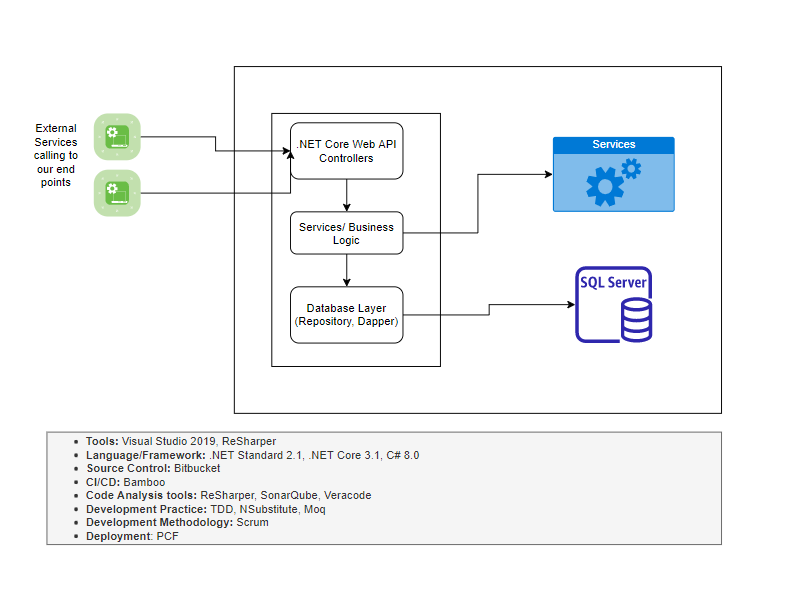 External
Services
calling to
our end
points
.NET Core Web API
Controllers
Services/ Business
Logic
Database Layer
(Repository, Dapper)
Services
SQL Server
Tools: Visual Studio 2019, ReSharper
Language/Framework: .NET Standard 2.1, .NET Core 3.1, C# 8.0
Source Control: Bitbucket
CI/CD: Bamboo
Code Analysis tools: ReSharper, SonarQube, Veracode
Development Practice: TDD, NSubstitute, Moq
Development Methodology: Scrum
Deployment: PCF